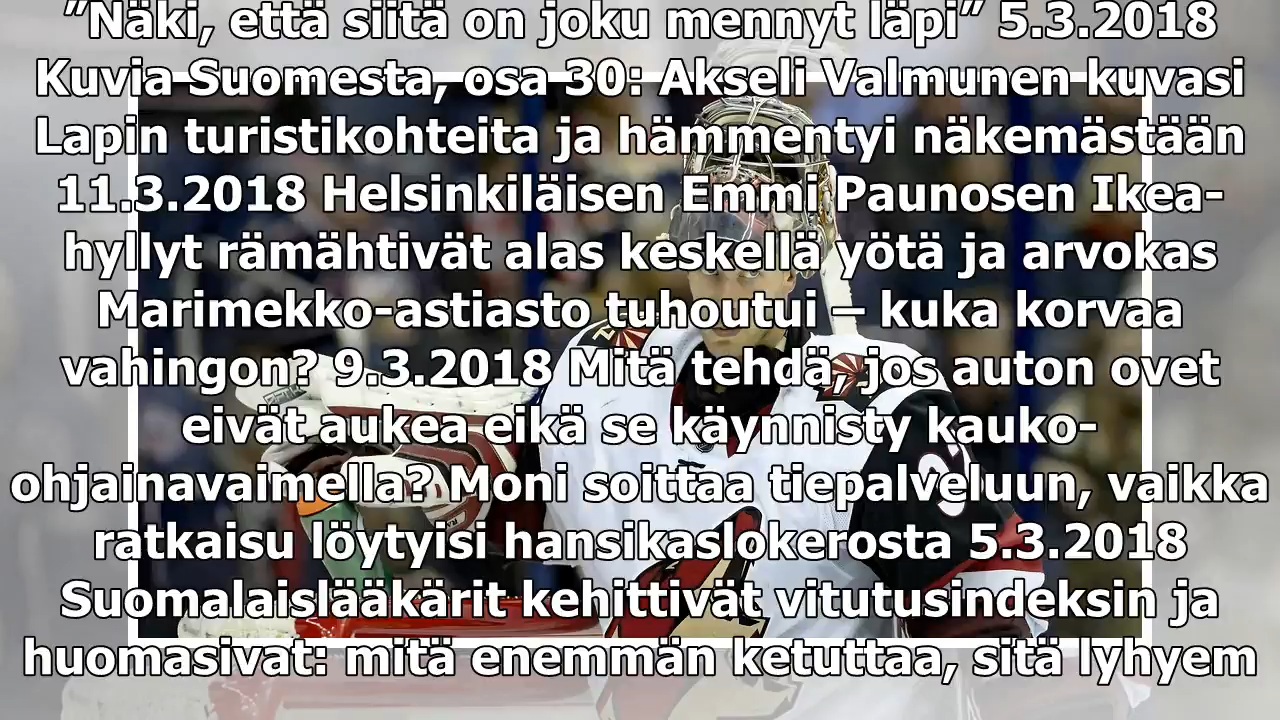 ”Näki, että siitä on joku mennyt läpi” 5.3.2018
Kuvia Suomesta, osa 30: Akseli Valmunen kuvasi
Lapin turistikohteita ja hämmentyi näkemästään
11.3.2018 Helsinkiläisen Emmi Paunosen Ikea-
hyllyt rämähtivät alas keskellä yötä ja arvokas
Marimekko-astiasto tuhoutui – kuka korvaa
vahingon? 9.3.2018 Mitä tehdä, jos auton ovet
eivät aukea eikä se käynnisty kauko-
ohjainavaimella? Moni soittaa tiepalveluun, vaikka
ratkaisu löytyisi hansikaslokerosta 5.3.2018
Suomalaislääkärit kehittivät vitutusindeksin ja
huomasivat: mitä enemmän ketuttaa, sitä lyhyem